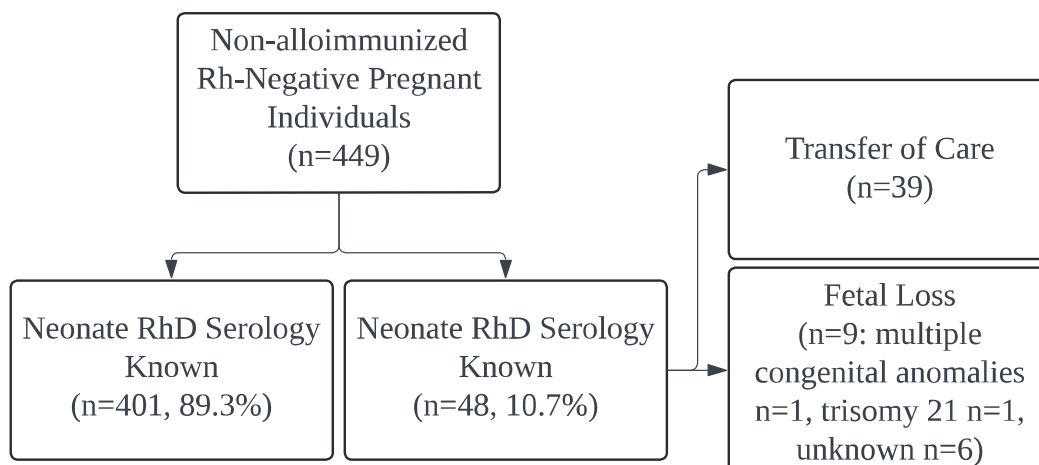 Non-alloimmunized
Rh-Negative Pregnant
Individuals
(n=449)
Neonate RhD Serology
Known
(n=401, 89.3%)
Neonate RhD Serology
Known
(n=48, 10.7%)
Transfer of Care
(n=39)
Fetal Loss
(n=9: multiple
congenital anomalies
n=1, trisomy 21 n=1,
unknown n=6)